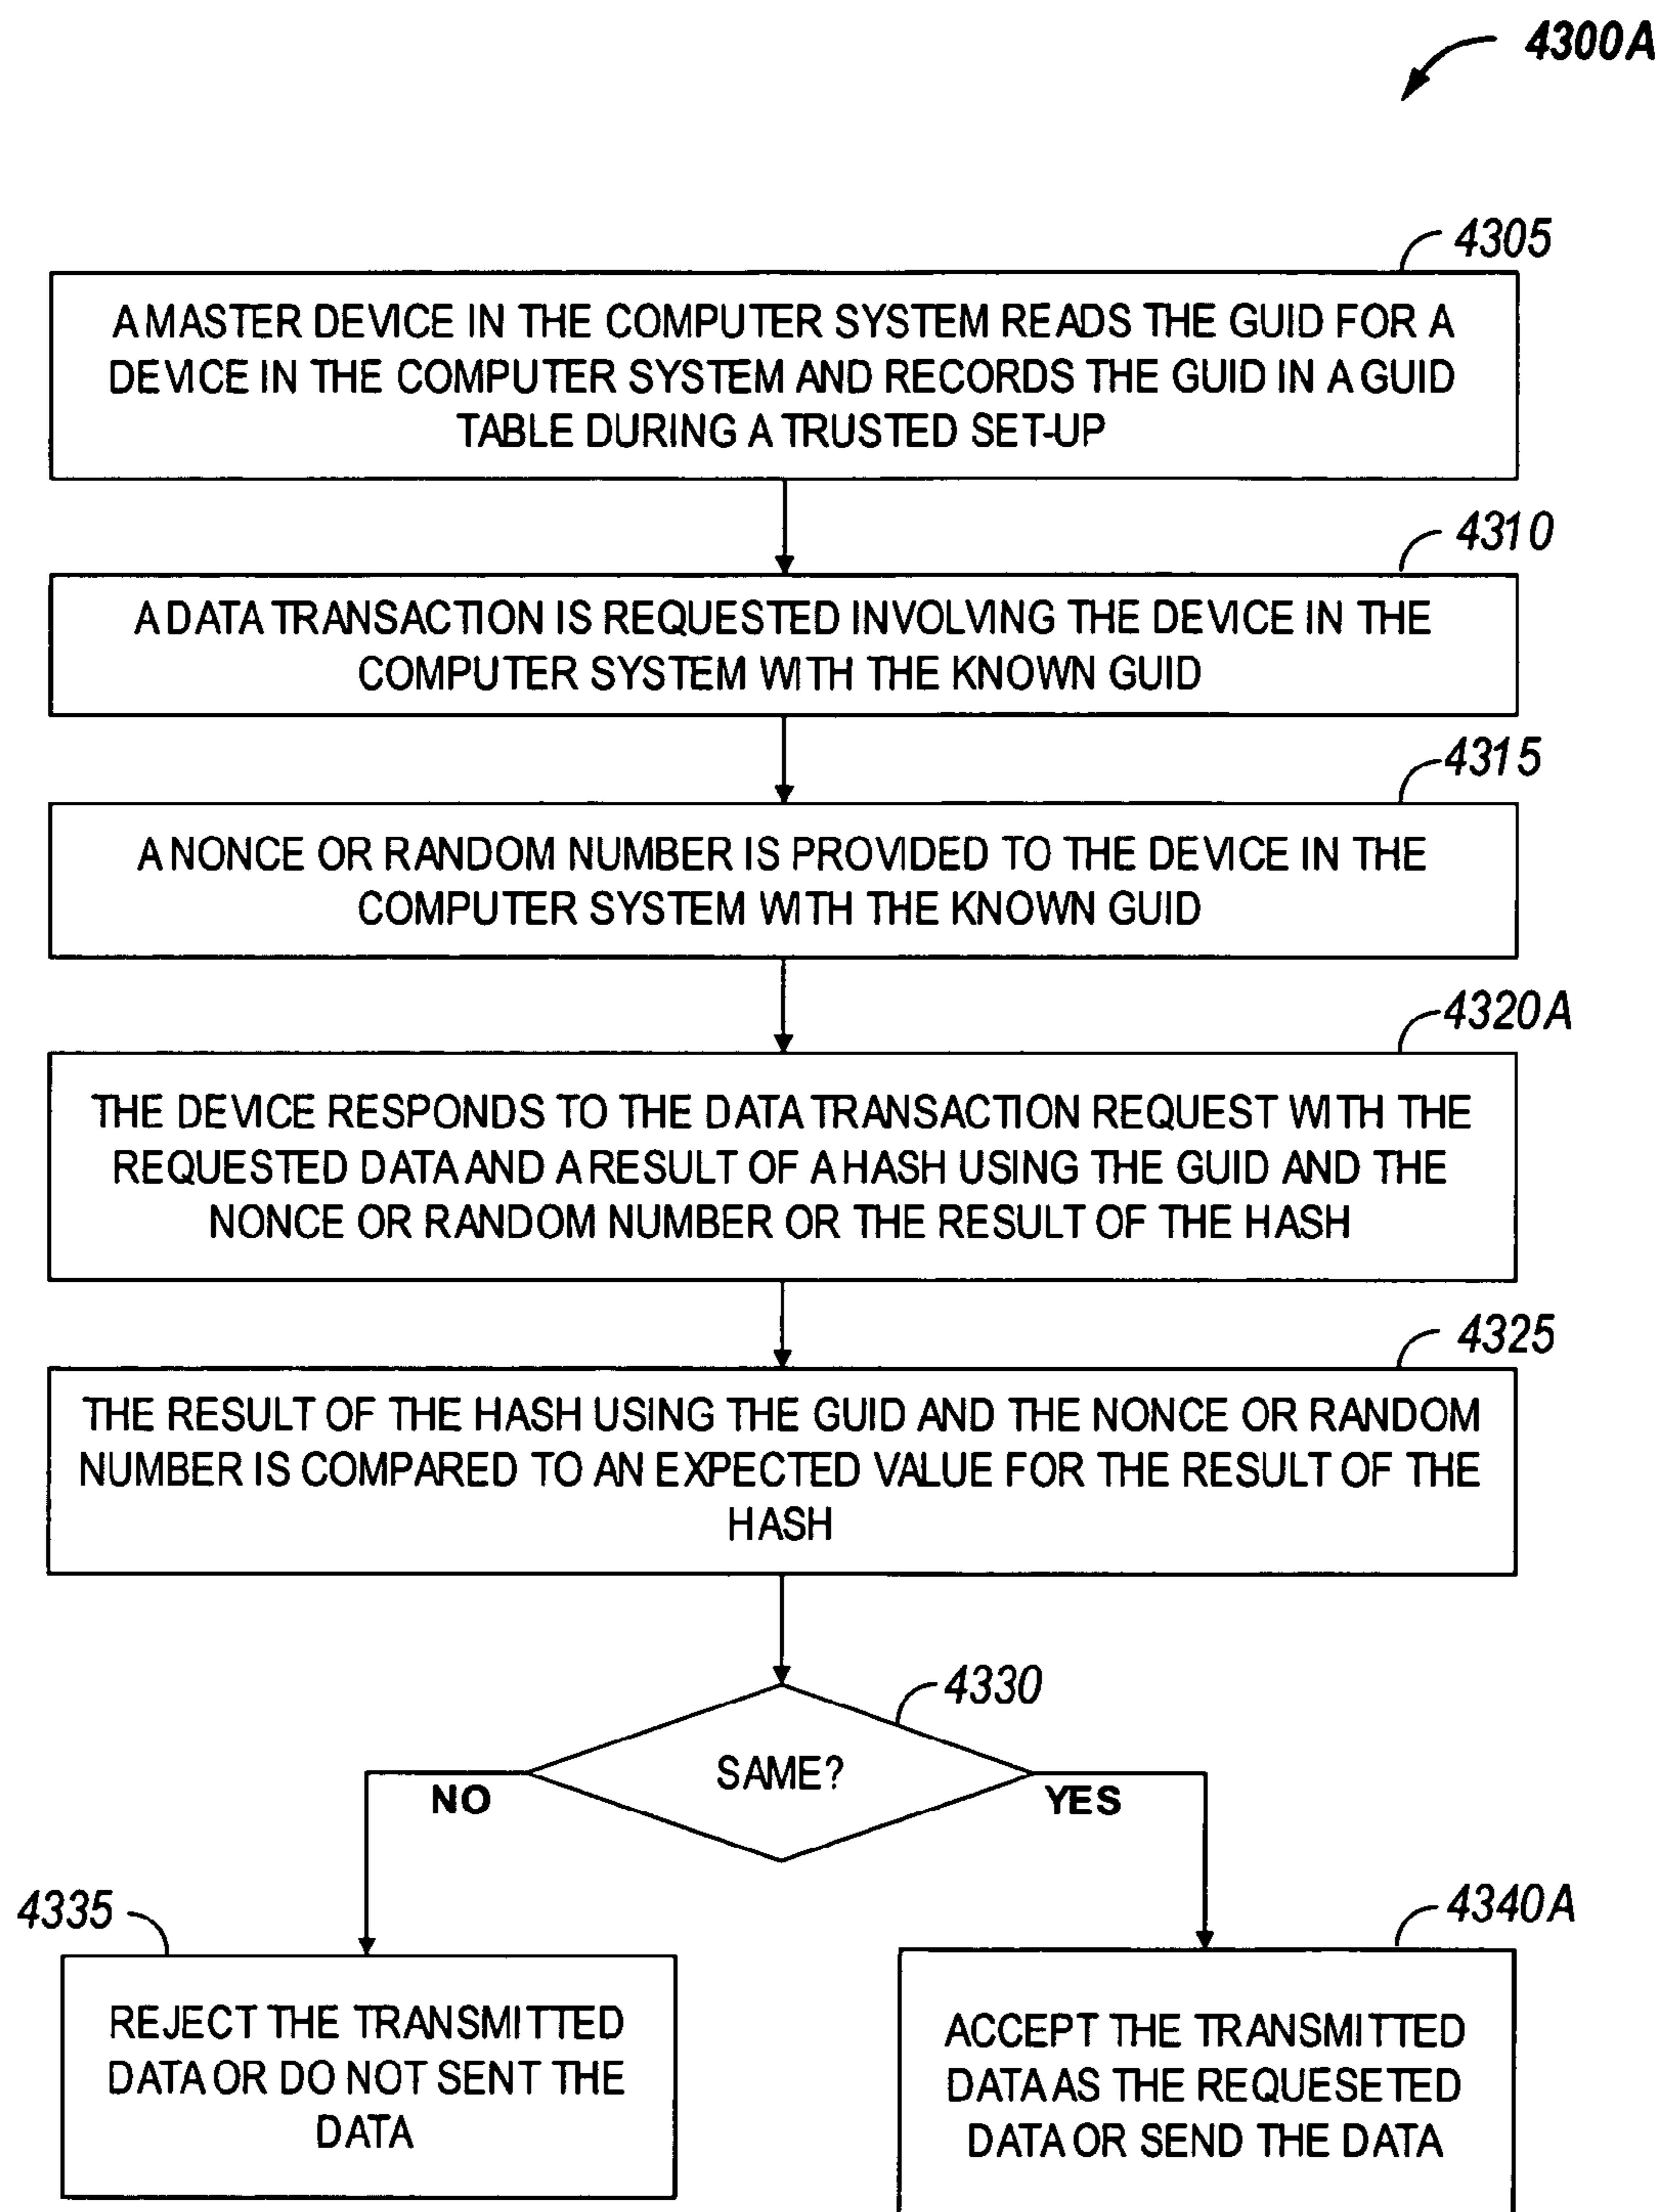 4300A
4305
A MASTER DEVICE IN THE COMPUTER SYSTEM READS THE GUID FOR A
DEVICE IN THE COMPUTER SYSTEM AND RECORDS THE GUID IN A GUID
TABLE DURING A TRUSTED SET-UP
4310
A DATA TRANSACTION IS REQUESTED INVOLVING THE DEVICE IN THE
COMPUTER SYSTEM WITH THE KNOWN GUID
4315
A NONCE OR RANDOM NUMBER IS PROVIDED TO THE DEVICE IN THE
COMPUTER SYSTEM WITH THE KNOWN GUID
4320A
THE DEVICE RESPONDS TO THE DATA TRANSACTION REQUEST WITH THE
REQUESTED DATA AND A RESULT OF A HASH USING THE GUID AND THE
NONCE OR RANDOM NUMBER OR THE RESULT OF THE HASH
4325
THE RESULT OF THE HASH USING THE GUID AND THE NONCE OR RANDOM
NUMBER IS COMPARED TO AN EXPECTED VALUE FOR THE RESULT OF THE
HASH
4330
SAME?
NO
YES
4335
REJECT THE TRANSMITTED
DATA OR DO NOT SENT THE
DATA
4340A
ACCEPT THE TRANSMITTED
DATA AS THE REQUESETED
DATA OR SEND THE DATA